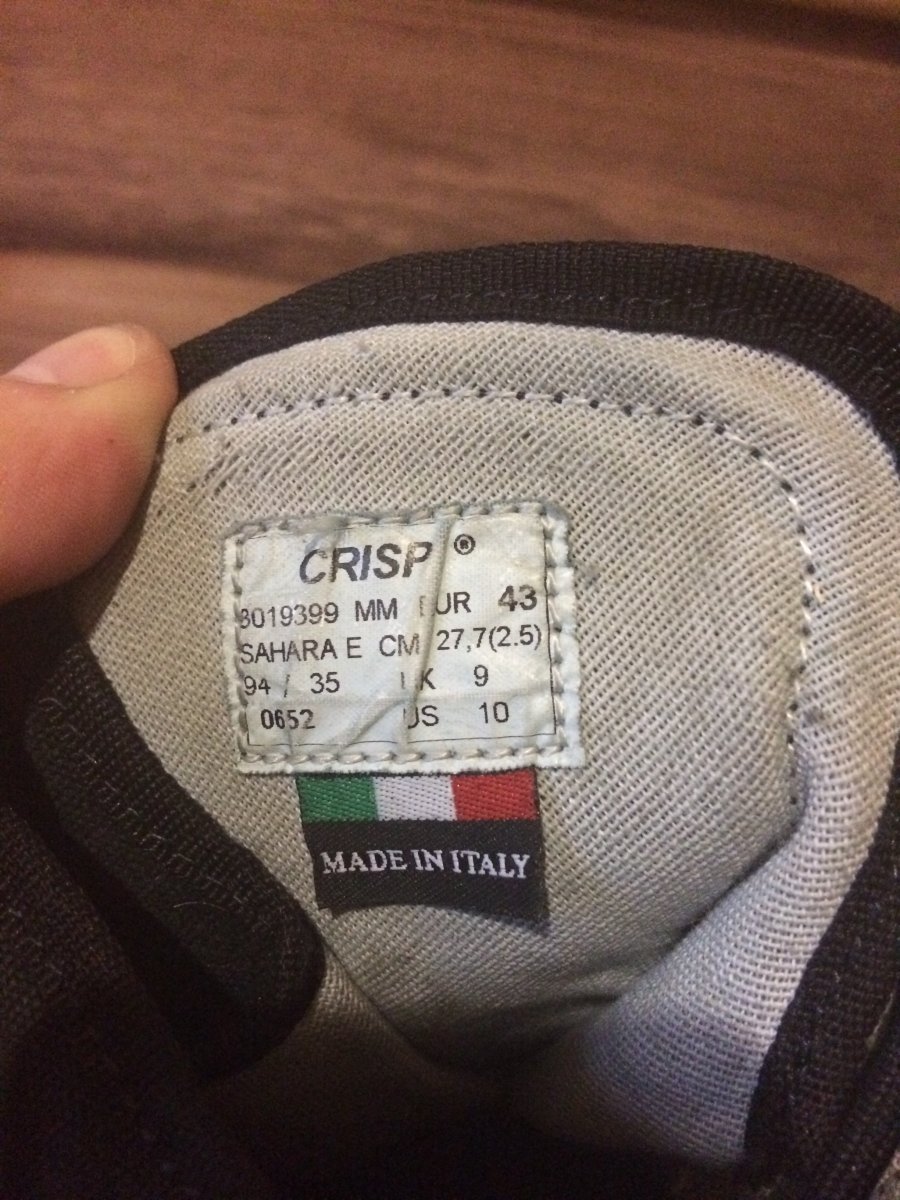 CRISP ®
3019399 MM EUR 43
SAHARA E CM 27,7(2.5)
94 / 35 UK 9
0652 US 10
MADE IN ITALY